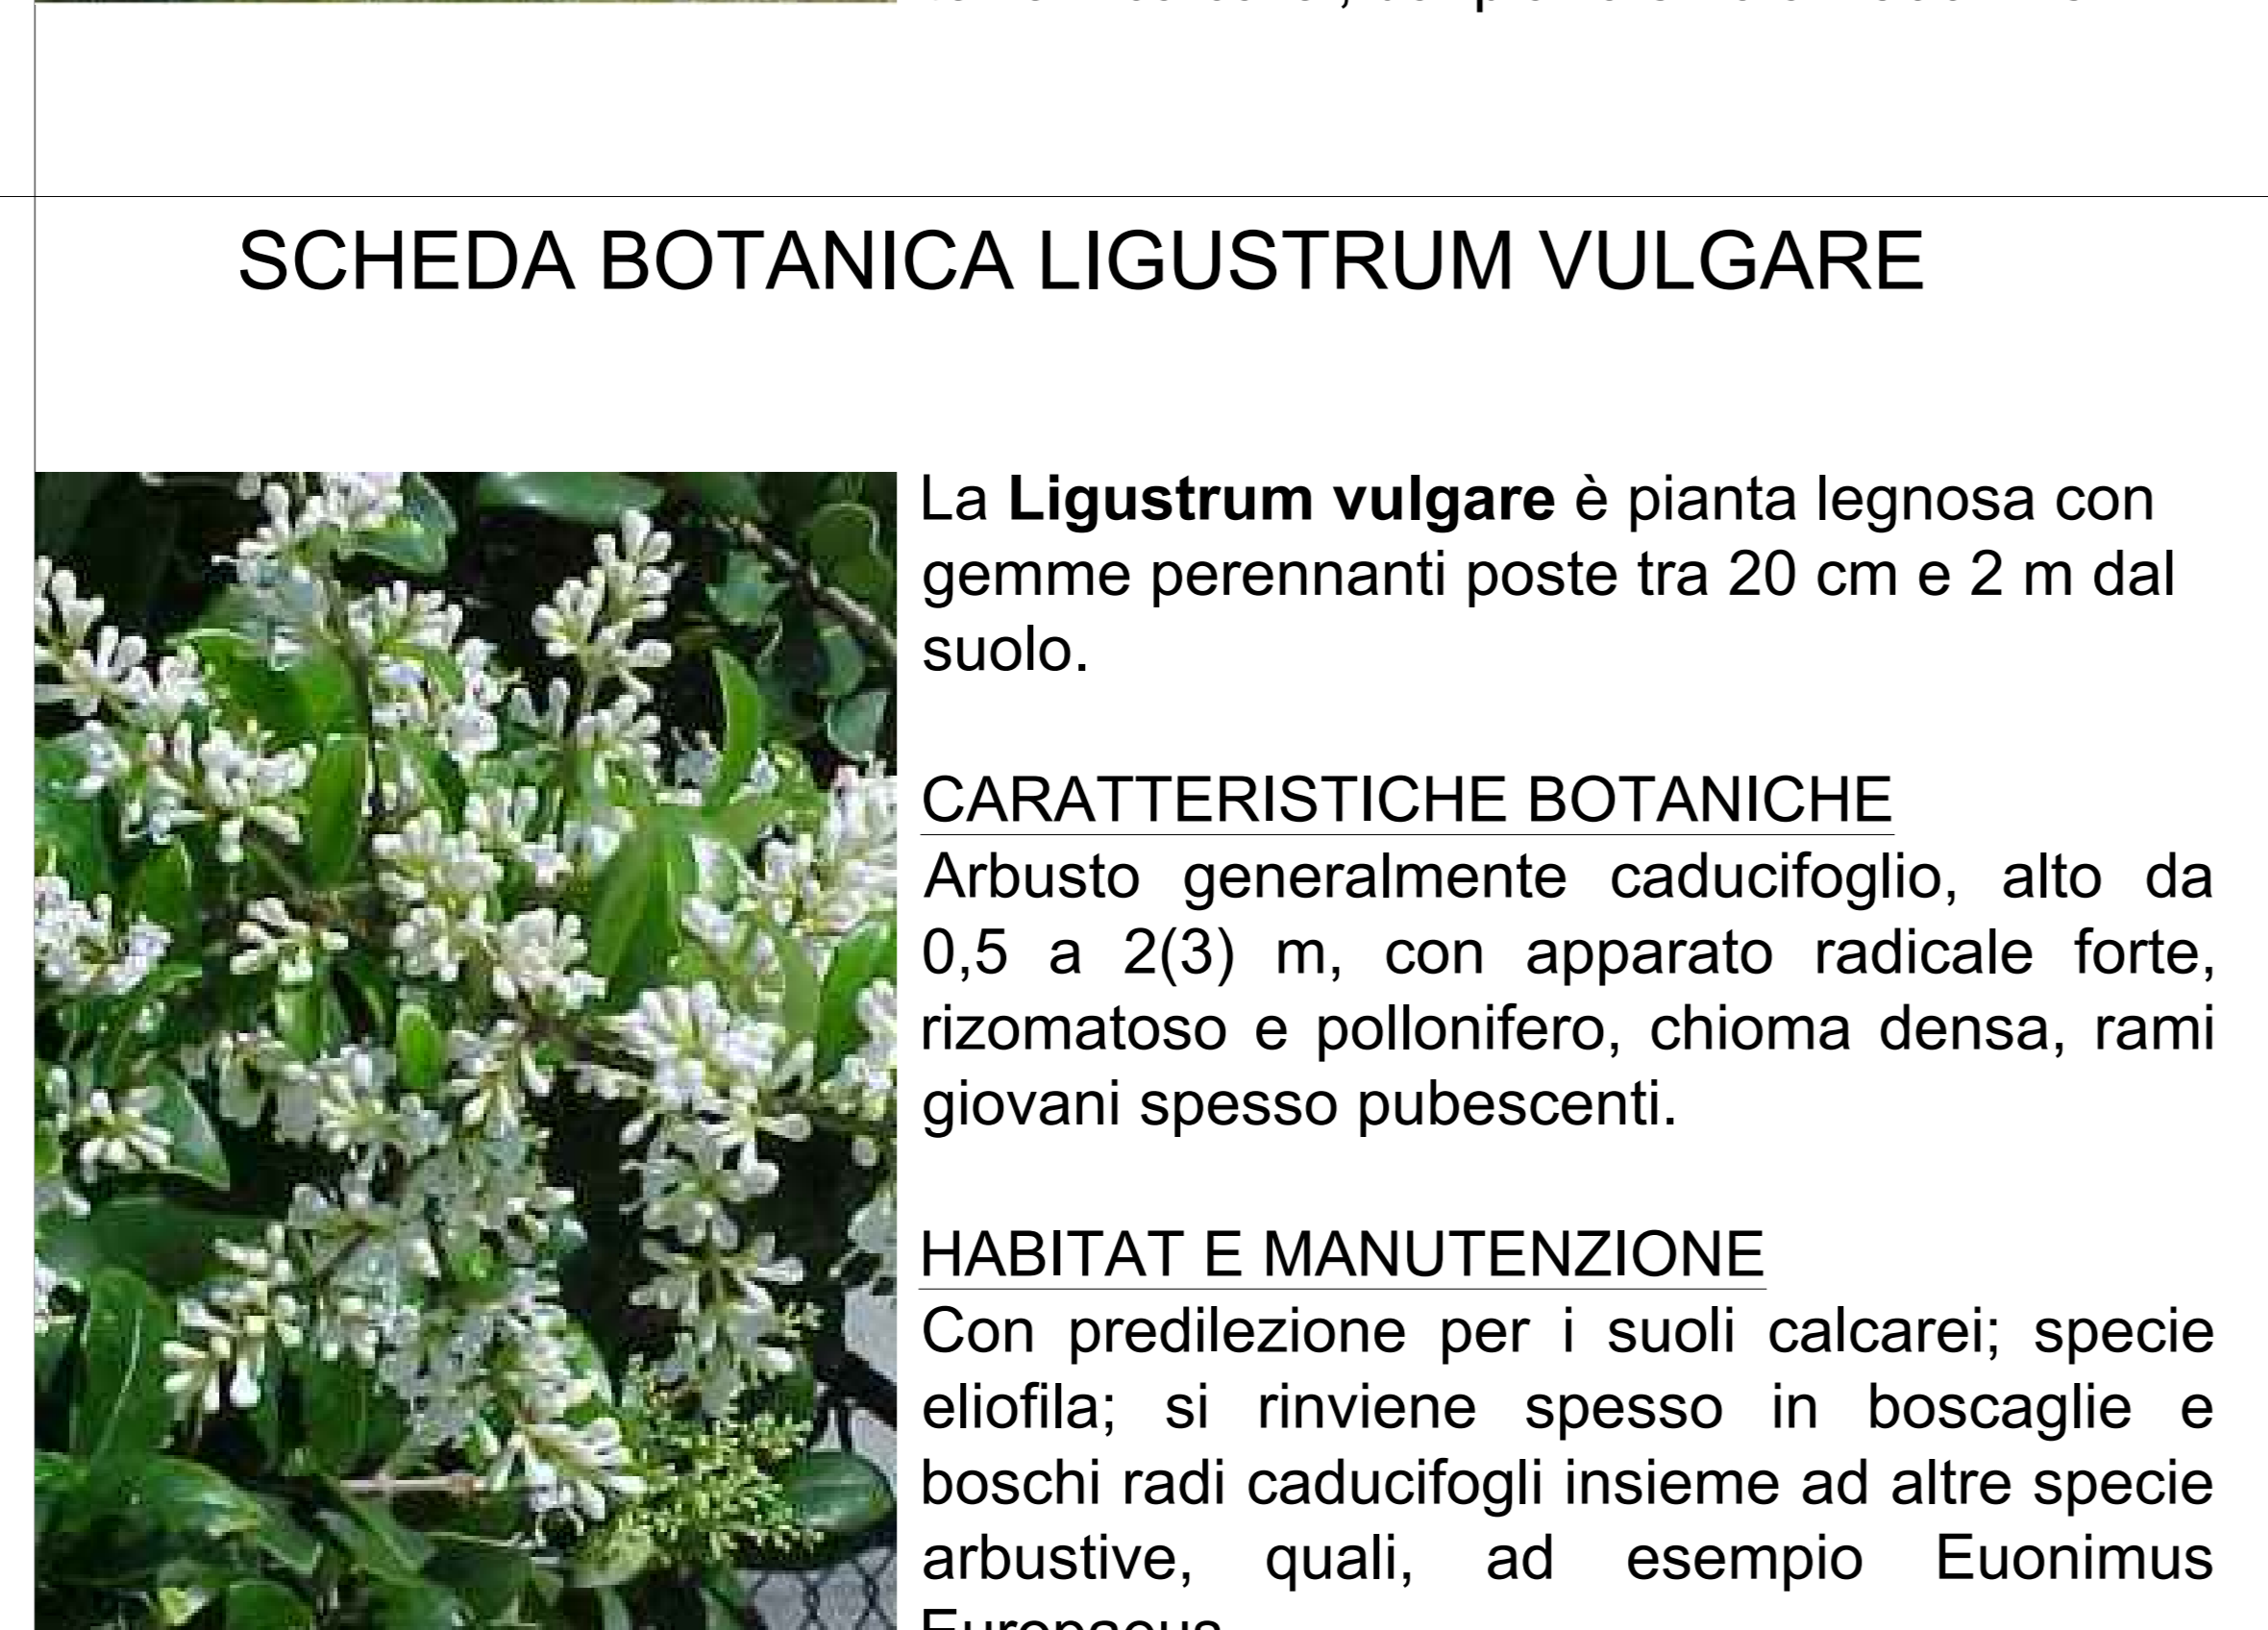 SCHEDA BOTANICA LIGUSTRUM VULGARE
La Ligustrum vulgare è pianta legnosa con
gemme perennanti poste tra 20 cm e 2 m dal
suolo.
CARATTERISTICHE BOTANICHE
Arbusto generalmente caducifoglio, alto da
0,5 a 2(3) m, con apparato radicale forte,
rizomatoso e pollonifero, chioma densa, rami
giovani spesso pubescenti.
HABITAT E MANUTENZIONE
Con predilezione per i suoli calcarei; specie
eliofila; si rinviene spesso in boscaglie e
boschi radi caducifogli insieme ad altre specie
arbustive, quali, ad esempio Euonimus
Europaeus